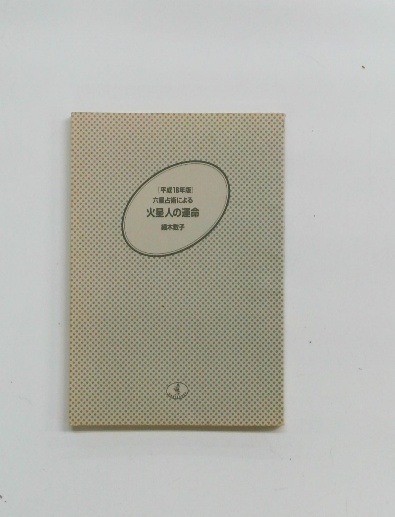 ［平成18年版］
六星占術による
火星人の運命
細木数子